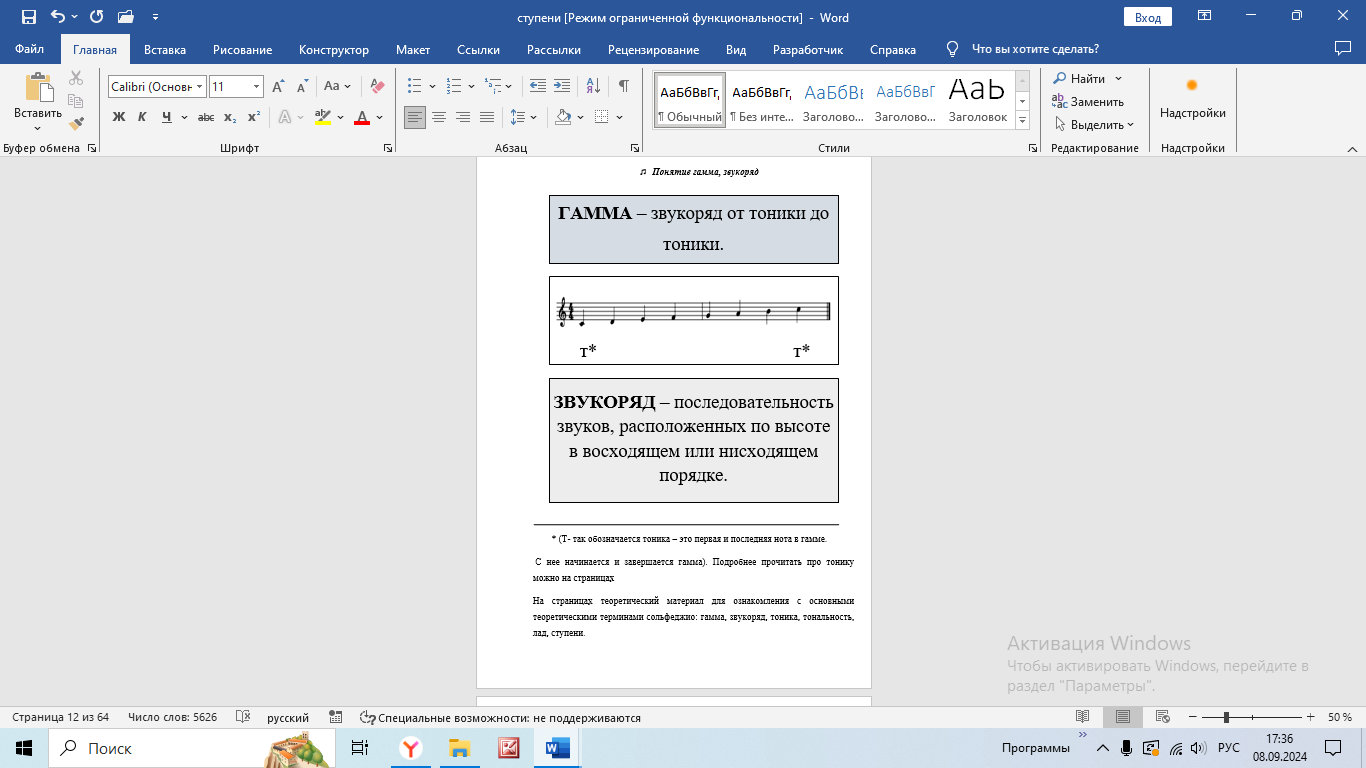 ступени [Режим ограниченной функциональности] - Word
Вход
Файл Главная Вставка Рисование Конструктор Макет Ссылки Рассылки Рецензирование Вид Разработчик Справка Что вы хотите сделать?
Вставить
Calibri (Основн 11
Аа
Ж К Ч abc x₂ x² А ab А
АаБбВвГг, АаБбВвГг, АаБбВв АаБбВвГ АаЬ
¶ Обычный ¶ Без инте... Заголово... Заголово... Заголовок
Найти
Заменить
Выделить
Надстройки
Буфер обмена Шрифт Абзац Стили Редактирование Надстройки
♫ Понятие гамма, звукоряд
ГАММА – звукоряд от тоники до
тоники.
т* т*
ЗВУКОРЯД – последовательность
звуков, расположенных по высоте
в восходящем или нисходящем
порядке.
* (Т- так обозначается тоника – это первая и последняя нота в гамме.
С нее начинается и завершается гамма). Подробнее прочитать про тонику
можно на страницах
На страницах теоретический материал для ознакомления с основными
теоретическими терминами сольфеджио: гамма, звукоряд, тоника, тональность,
лад, ступени.
Активация Windows
Чтобы активировать Windows, перейдите в
раздел "Параметры".
Страница 12 из 64 Число слов: 5626 русский Специальные возможности: не поддерживаются 50 %
Поиск
Программы » РУС
17:36
08.09.2024